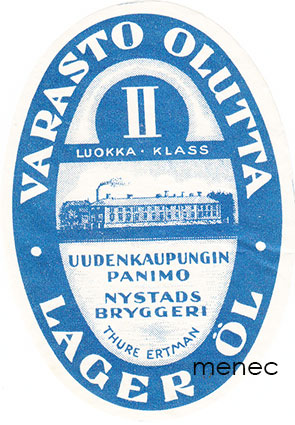 VARASTO OLUTTA
II
LUOKKA · KLASS
UUDENKAUPUNGIN
PANIMO
NYSTADS
BRYGGERI
THURE ERTMAN
LAGER ÖL
menec